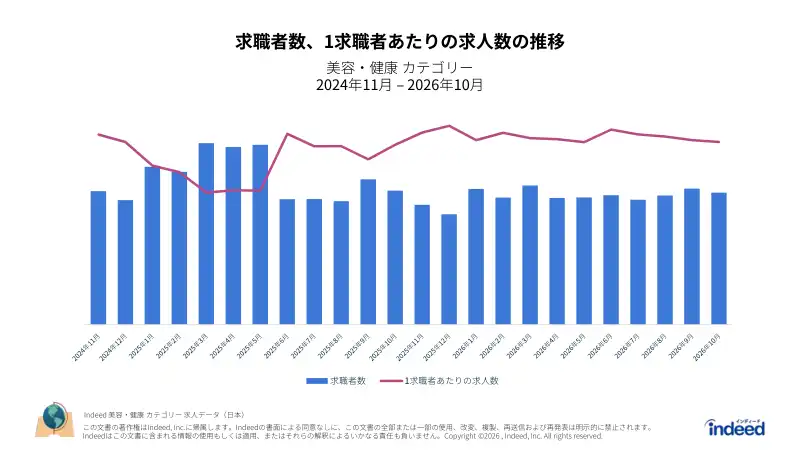 求職者数、1求職者あたりの求人数の推移
美容・健康 カテゴリー
2024年11月 – 2026年10月
2024年11月
2024年12月
2025年1月
2025年2月
2025年3月
2025年4月
2025年5月
2025年6月
2025年7月
2025年8月
2025年9月
2025年10月
2025年11月
2025年12月
2026年1月
2026年2月
2026年3月
2026年4月
2026年5月
2026年6月
2026年7月
2026年8月
2026年9月
2026年10月
求職者数
1求職者あたりの求人数
Indeed 美容・健康 カテゴリー 求人データ（日本）
この文書の著作権はIndeed, Inc.に帰属します。Indeedの書面による同意なしに、この文書の全部または一部の使用、改変、複製、再送信および再発表は明示的に禁止されます。
Indeedはこの文書に含まれる情報の使用もしくは適用、またはそれらの解釈によるいかなる責任も負いません。Copyright ©2026 , Indeed, Inc. All rights reserved.
インディード
indeed